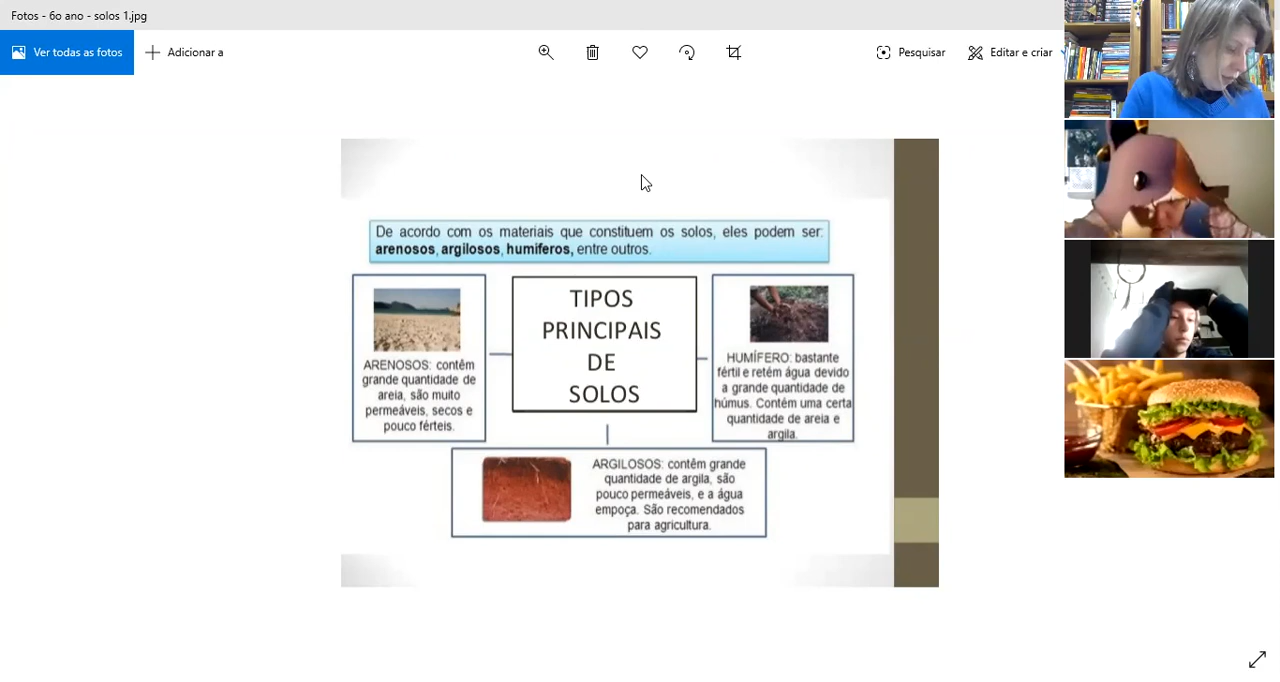 Fotos - 6o ano - solos 1.jpg
Ver todas as fotos
Adicionar a
Pesquisar
Editar e criar
De acordo com os materiais que constituem os solos, eles podem ser:
arenosos, argilosos, humíferos, entre outros.
ARENOSOS: contêm
grande quantidade de
areia, são muito
permeáveis, secos e
pouco férteis.
TIPOS
PRINCIPAIS
DE
SOLOS
HUMÍFERO: bastante
fértil e retém água devido
a grande quantidade de
húmus. Contém uma certa
quantidade de areia e
argila.
ARGILOSOS: contêm grande
quantidade de argila, são
pouco permeáveis, e a água
empoça. São recomendados
para agricultura.